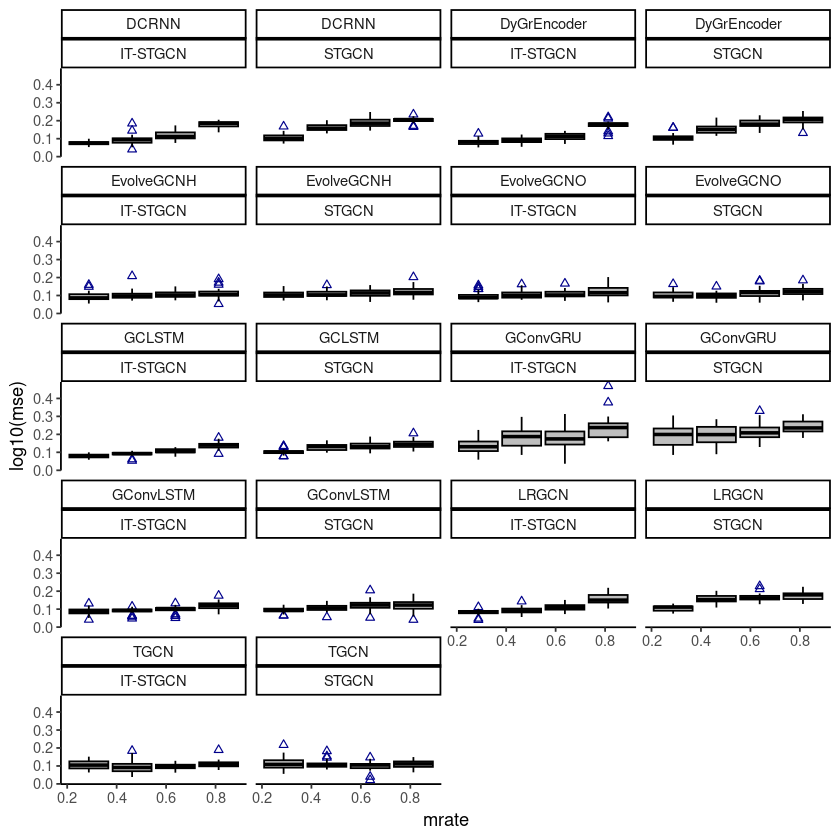 DCRNN DCRNN DyGrEncoder DyGrEncoder
IT-STGCN STGCN IT-STGCN STGCN
0.4
0.3
0.2
0.1
0.0
EvolveGCNH EvolveGCNH EvolveGCNO EvolveGCNO
IT-STGCN STGCN IT-STGCN STGCN
0.4
0.3
0.2
0.1
0.0
GCLSTM GCLSTM GConvGRU GConvGRU
IT-STGCN STGCN IT-STGCN STGCN
0.4
0.3
0.2
0.1
0.0
log10(mse)
GConvLSTM GConvLSTM LRGCN LRGCN
IT-STGCN STGCN IT-STGCN STGCN
0.4
0.3
0.2
0.1
0.0
0.2 0.4 0.6 0.8 0.2 0.4 0.6 0.8
TGCN TGCN
IT-STGCN STGCN
0.4
0.3
0.2
0.1
0.0
0.2 0.4 0.6 0.8 0.2 0.4 0.6 0.8
mrate